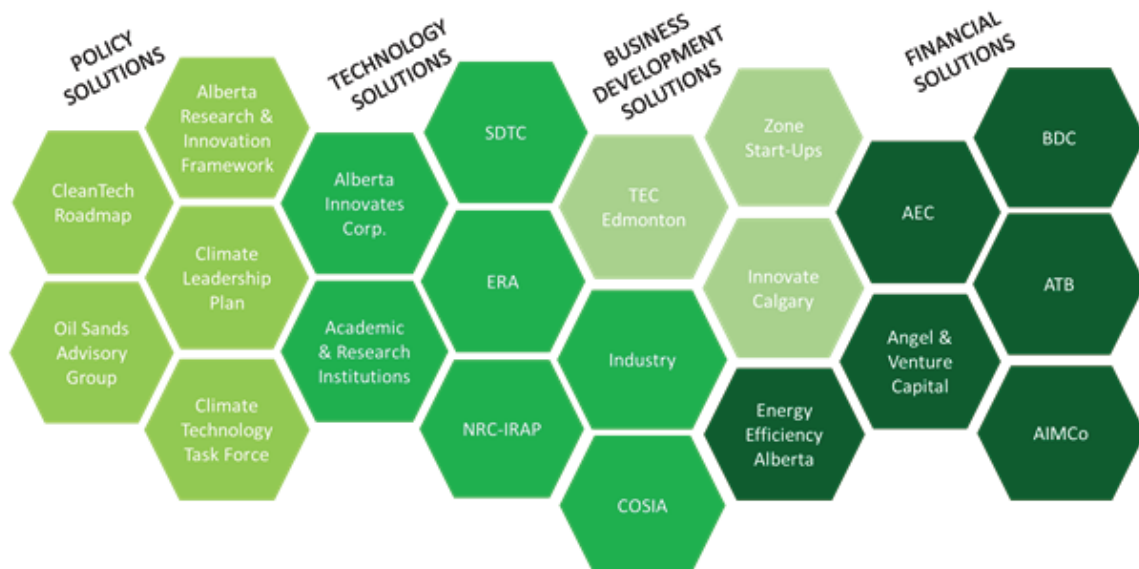 POLICY
SOLUTIONS
Alberta
Research &
Innovation
Framework
CleanTech
Roadmap
Climate
Leadership
Plan
Oil Sands
Advisory
Group
Climate
Technology
Task Force
TECHNOLOGY
SOLUTIONS
SDTC
Alberta
Innovates
Corp.
ERA
Academic
& Research
Institutions
NRC-IRAP
BUSINESS
DEVELOPMENT
SOLUTIONS
Zone
Start-Ups
TEC
Edmonton
Innovate
Calgary
Industry
Energy
Efficiency
Alberta
COSIA
FINANCIAL
SOLUTIONS
BDC
AEC
ATB
Angel &
Venture
Capital
AIMCo